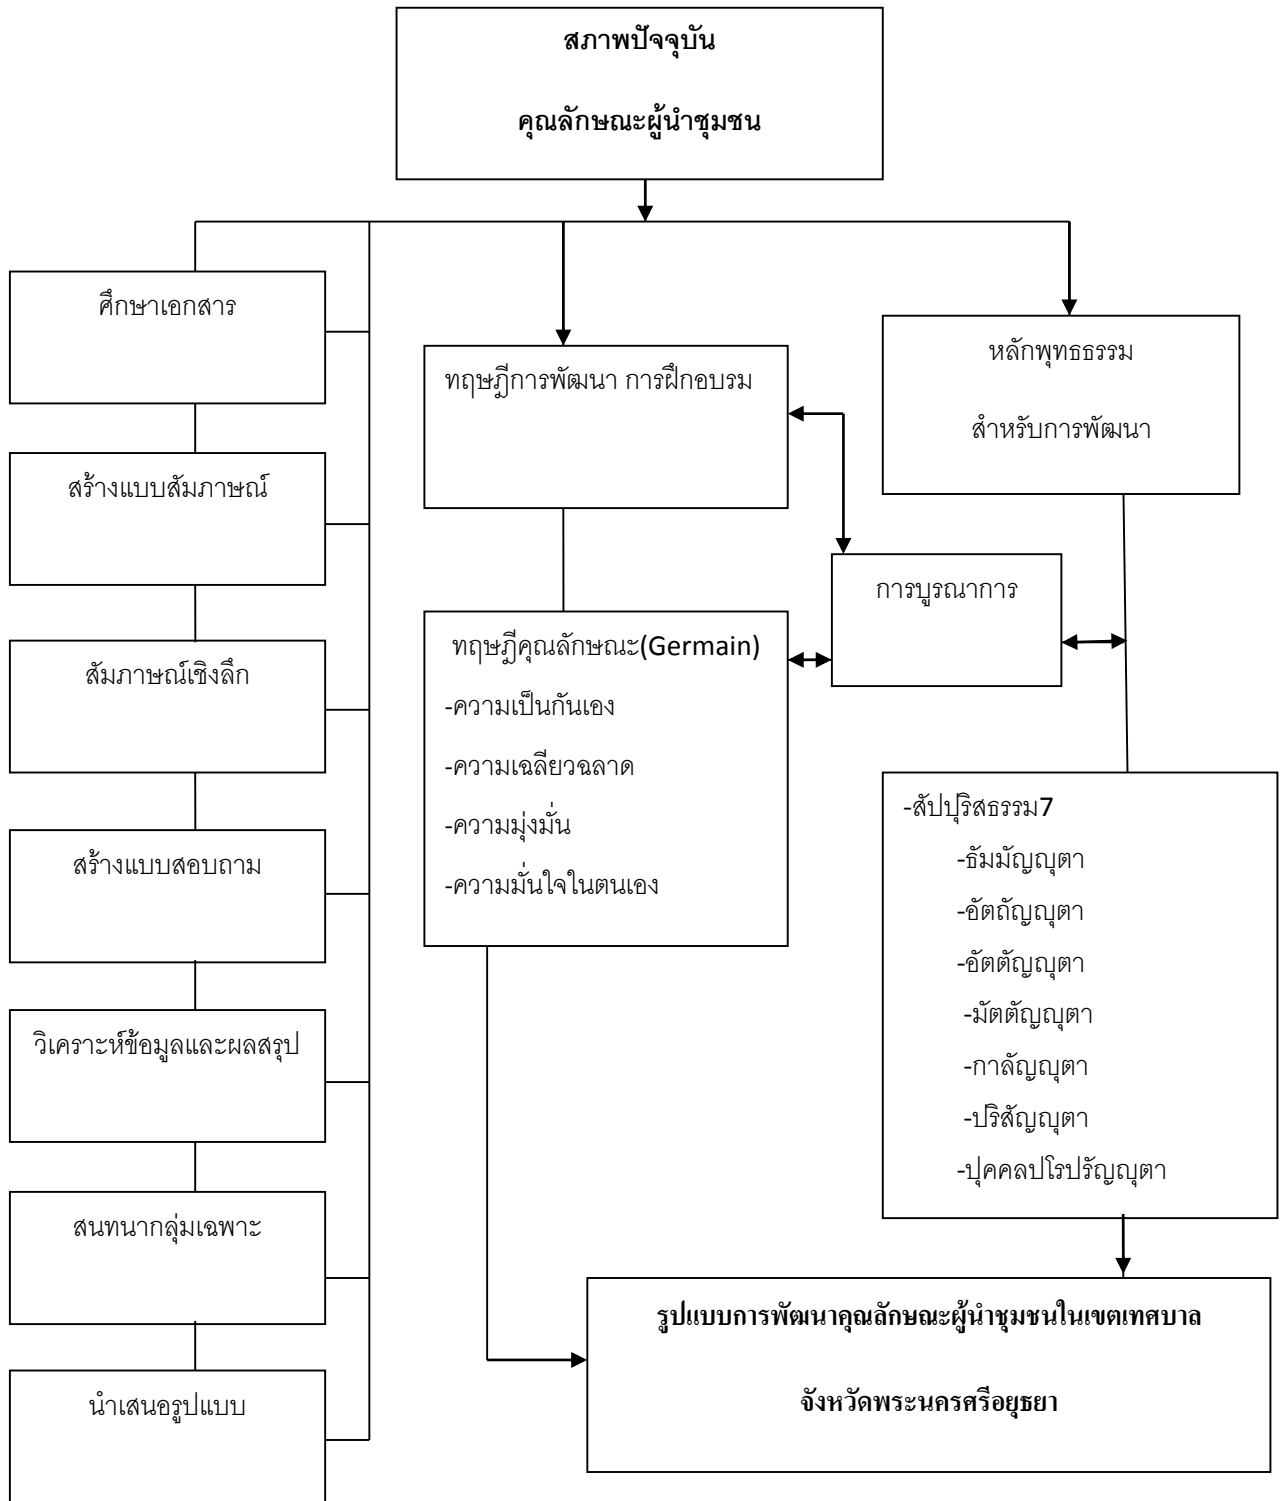 สภาพปัจจุบัน
คุณลักษณะผู้นำชุมชน
ศึกษาเอกสาร
สร้างแบบสัมภาษณ์
สัมภาษณ์เชิงลึก
สร้างแบบสอบถาม
วิเคราะห์ข้อมูลและผลสรุป
สนทนากลุ่มเฉพาะ
นำเสนอรูปแบบ
ทฤษฎีการพัฒนา การฝึกอบรม
ทฤษฎีคุณลักษณะ(Germain)
-ความเป็นกันเอง
-ความเฉลียวฉลาด
-ความมุ่งมั่น
-ความมั่นใจในตนเอง
การบูรณาการ
หลักพุทธธรรม
สำหรับการพัฒนา
-สัปปุริสธรรม7
-ธัมมัญญุตา
-อัตถัญญุตา
-อัตตัญญุตา
-มัตตัญญุตา
-กาลัญญุตา
-ปริสัญญุตา
-ปุคคลปโรปรัญญุตา
รูปแบบการพัฒนาคุณลักษณะผู้นำชุมชนในเขตเทศบาล
จังหวัดพระนครศรีอยุธยา